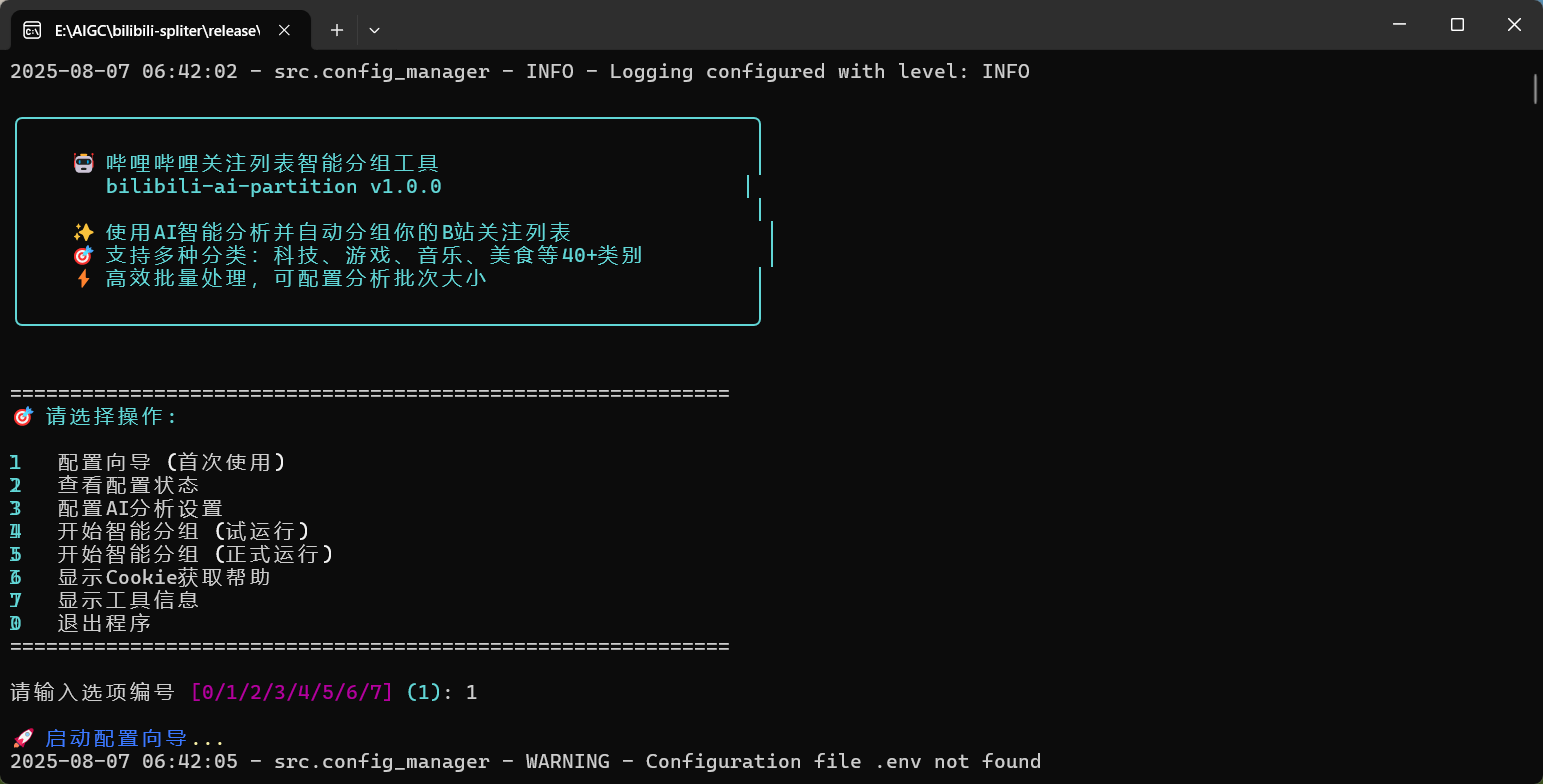 E:\AIGC\bilibili-spliter\release\
2025-08-07 06:42:02 - src.config_manager - INFO - Logging configured with level: INFO
🤖 哔哩哔哩关注列表智能分组工具
bilibili-ai-partition v1.0.0
✨ 使用AI智能分析并自动分组你的B站关注列表
🎯 支持多种分类：科技、游戏、音乐、美食等40+类别
⚡ 高效批量处理，可配置分析批次大小
============================================================
🎯 请选择操作：
1 配置向导 (首次使用)
2 查看配置状态
3 配置AI分析设置
4 开始智能分组 (试运行)
5 开始智能分组 (正式运行)
6 显示Cookie获取帮助
7 显示工具信息
0 退出程序
============================================================
请输入选项编号 [0/1/2/3/4/5/6/7] (1): 1
🚀 启动配置向导...
2025-08-07 06:42:05 - src.config_manager - WARNING - Configuration file .env not found